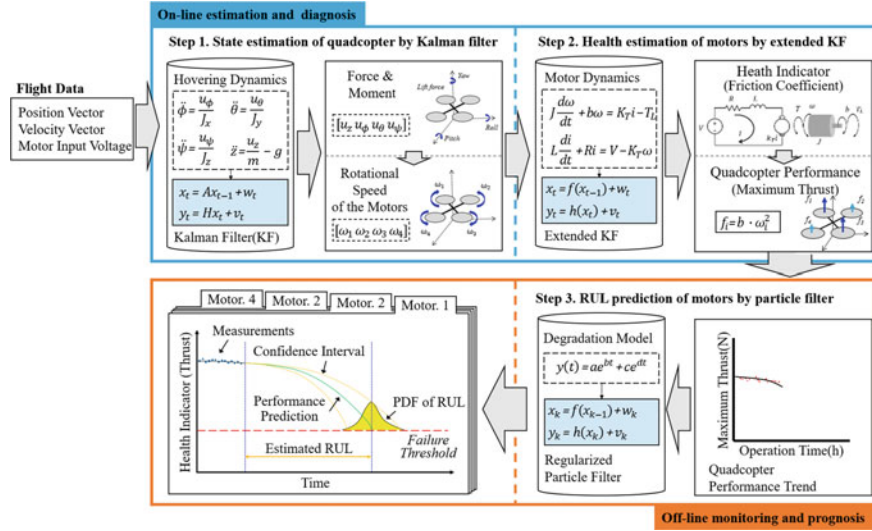 On-line estimation and diagnosis
Step 1. State estimation of quadcopter by Kalman filter
Step 2. Health estimation of motors by extended KF
Flight Data
Position Vector
Velocity Vector
Motor Input Voltage
Hovering Dynamics
ϕ̈ = u_ϕ / J_x   θ̈ = u_θ / J_y
ψ̈ = u_ψ / J_z   z̈ = u_z / m − g
x_t = Ax_{t-1} + w_t
y_t = Hx_t + v_t
Kalman Filter(KF)
Force &
Moment
[u_z u_ϕ u_θ u_ψ]
Lift force
Yaw
Roll
Pitch
Rotational
Speed
of the Motors
[ω_1 ω_2 ω_3 ω_4]
ω_1 ω_2
ω_4 ω_3
Motor Dynamics
J dω/dt + bω = K_T i − T_L
L di/dt + Ri = V − K_T ω
x_t = f(x_{t-1}) + w_t
y_t = h(x_t) + v_t
Extended KF
Heath Indicator
(Friction Coefficient)
R L
T ω b
V i J
Quadcopter Performance
(Maximum Thrust)
f_i = b · ω_i^2
f_1 f_2
f_4 f_3
Step 3. RUL prediction of motors by particle filter
Motor. 4 Motor. 2 Motor. 2 Motor. 1
Measurements
Confidence Interval
Performance
Prediction
PDF of RUL
Estimated RUL
Failure
Threshold
Health Indicator (Thrust)
Time
Degradation Model
y(t) = ae^{bt} + ce^{dt}
x_k = f(x_{k-1}) + w_k
y_k = h(x_k) + v_k
Regularized
Particle Filter
Maximum Thrust(N)
Operation Time(h)
Quadcopter
Performance Trend
Off-line monitoring and prognosis